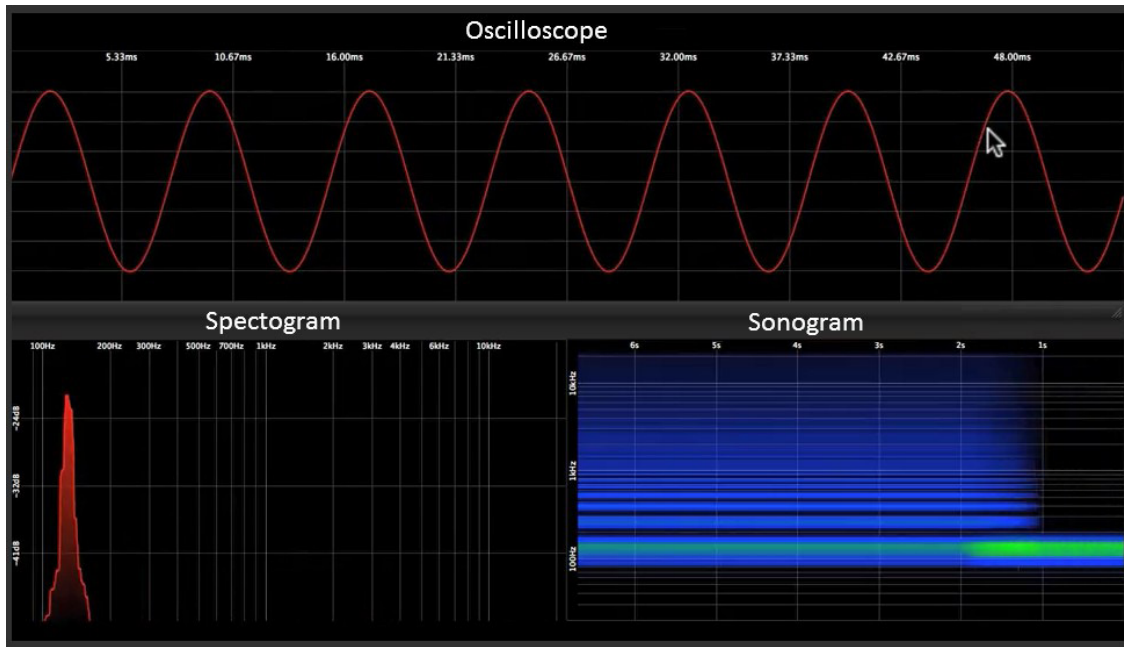 Oscilloscope
5.33ms 10.67ms 16.00ms 21.33ms 26.67ms 32.00ms 37.33ms 42.67ms 48.00ms
Spectogram
100Hz 200Hz 300Hz 500Hz 700Hz 1kHz 2kHz 3kHz 4kHz 6kHz 10kHz
-24dB
-32dB
-41dB
Sonogram
6s 5s 4s 3s 2s 1s
10kHz
1kHz
100Hz